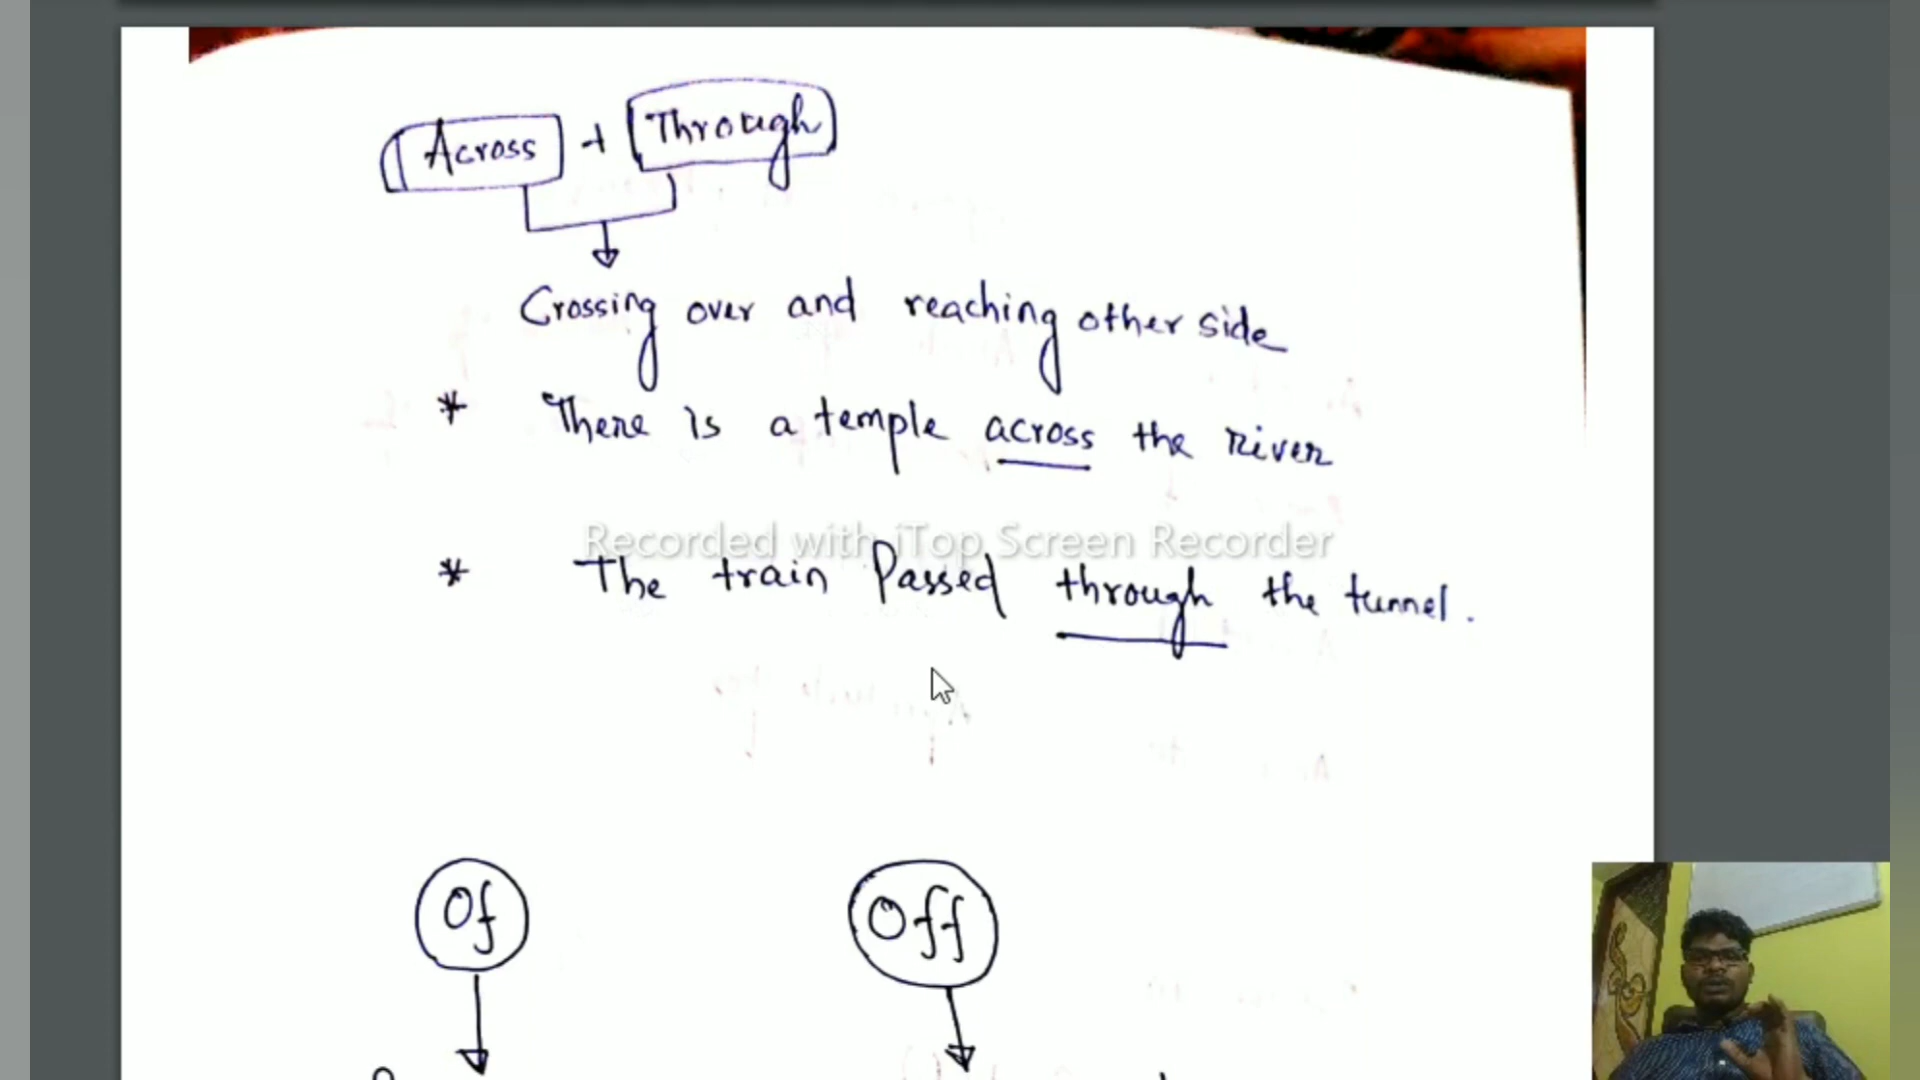 Across + Through
Crossing over and reaching other side
* There is a temple across the river
Recorded with iTop Screen Recorder
* The train Passed through the tunnel.
Of Off